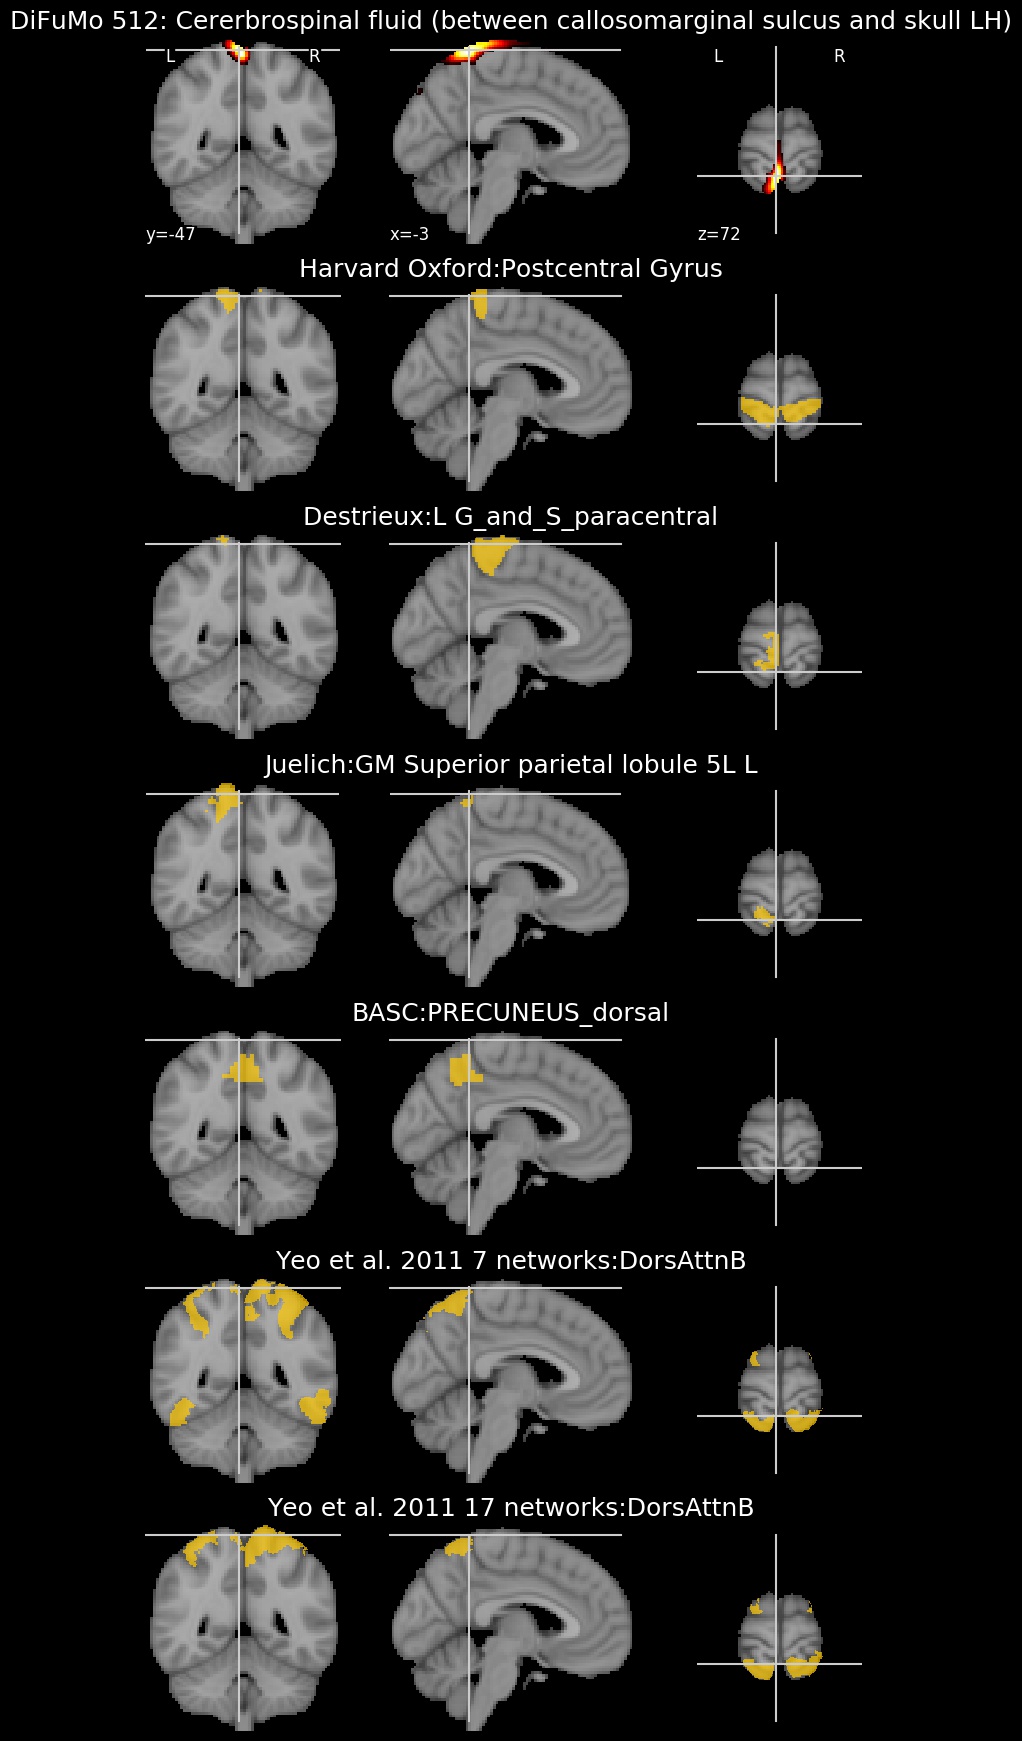 DiFuMo 512: Cererbrospinal fluid (between callosomarginal sulcus and skull LH)
L R L R
y=-47 x=-3 z=72
Harvard Oxford:Postcentral Gyrus
Destrieux:L G_and_S_paracentral
Juelich:GM Superior parietal lobule 5L L
BASC:PRECUNEUS_dorsal
Yeo et al. 2011 7 networks:DorsAttnB
Yeo et al. 2011 17 networks:DorsAttnB